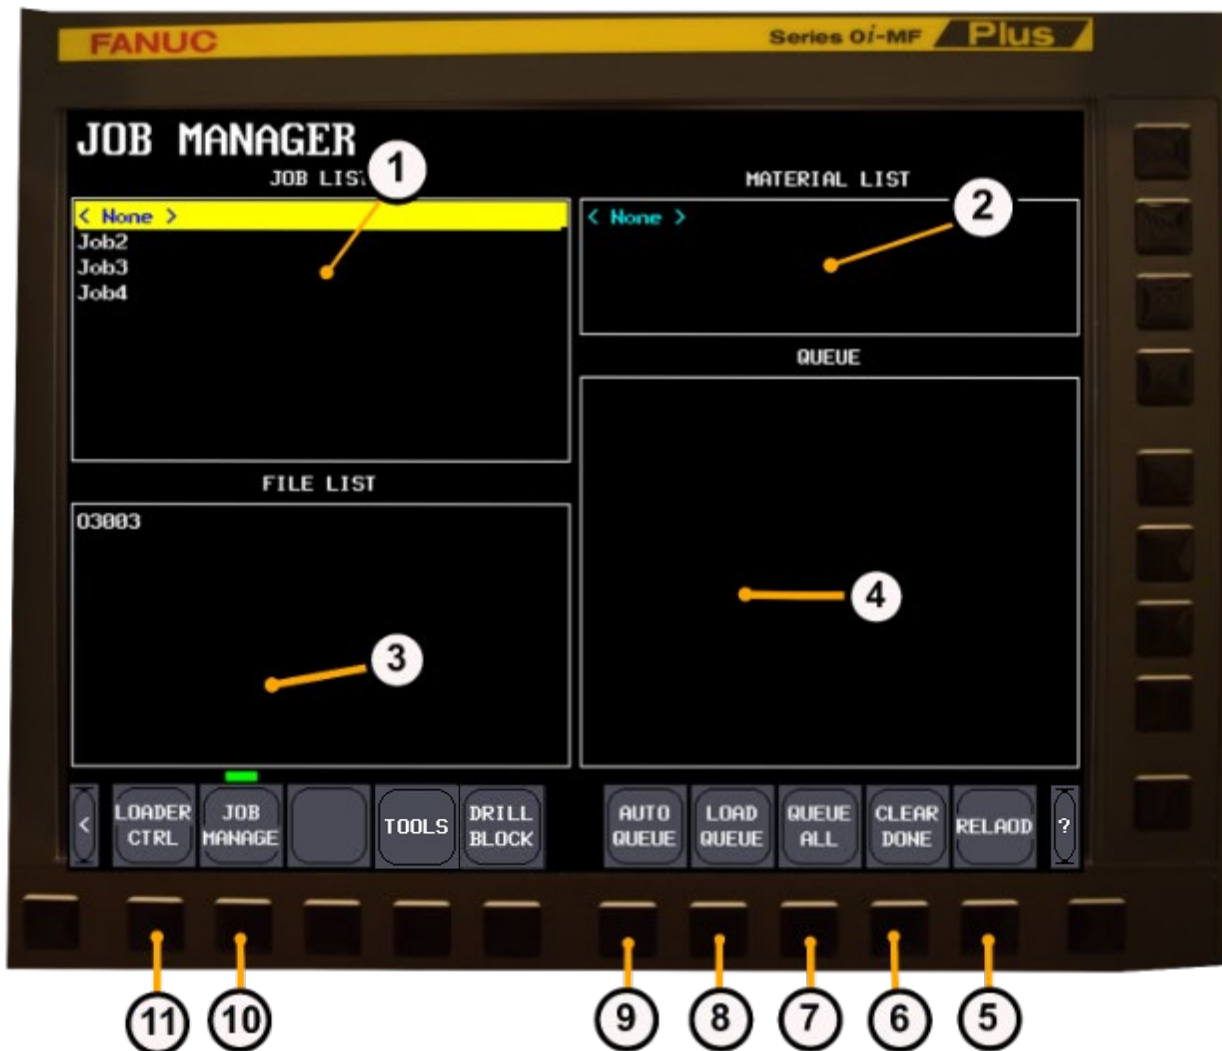 FANUC
Series 0i-MF Plus
JOB MANAGER
JOB LIS
1
MATERIAL LIST
< None >
Job2
Job3
Job4
< None >
2
QUEUE
4
FILE LIST
O3003
3
<
LOADER
CTRL
JOB
MANAGE
TOOLS
DRILL
BLOCK
AUTO
QUEUE
LOAD
QUEUE
QUEUE
ALL
CLEAR
DONE
RELAOD
?
11
10
9
8
7
6
5